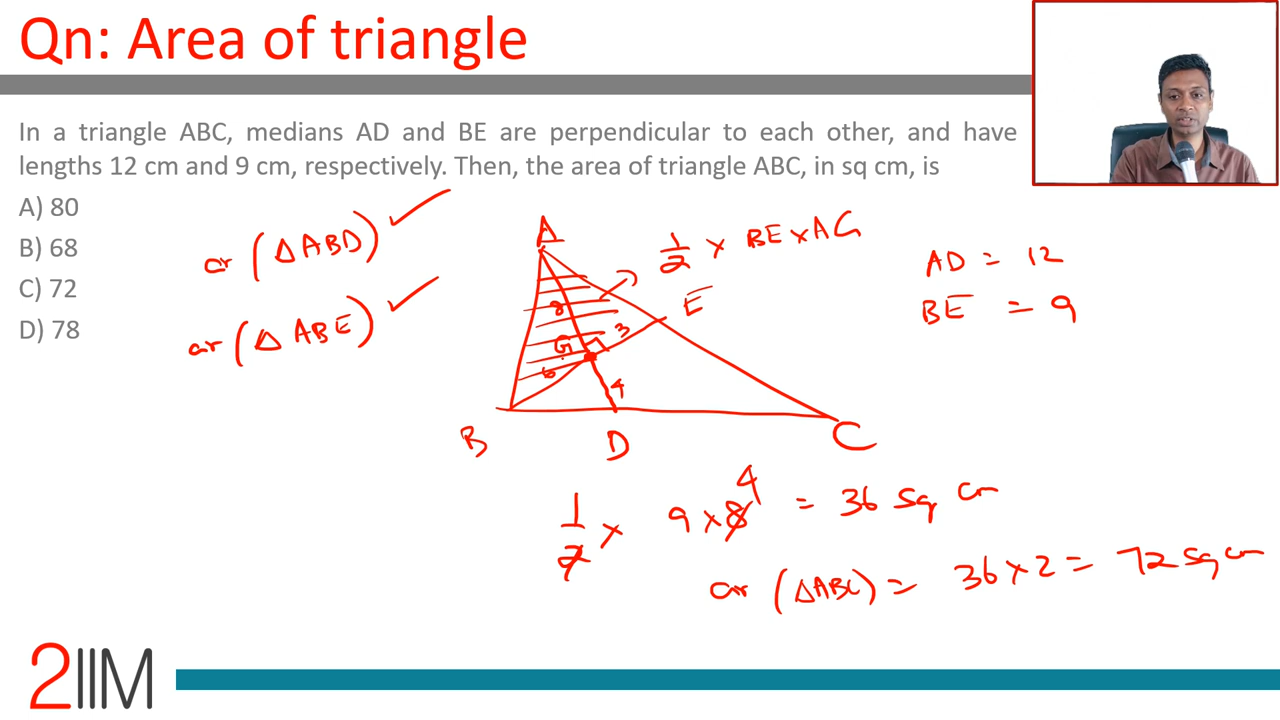 Qn: Area of triangle
In a triangle ABC, medians AD and BE are perpendicular to each other, and have
lengths 12 cm and 9 cm, respectively. Then, the area of triangle ABC, in sq cm, is
A) 80
B) 68
C) 72
D) 78
ar (△ABD) ✓
ar (△ABE) ✓
A
1/2 × BE × AG
E
8
3
G
6
4
B
D
C
AD = 12
BE = 9
1/2 × 9 × 8 4 = 36 sq cm
ar (△ABC) = 36 × 2 = 72 sq cm
2IIM